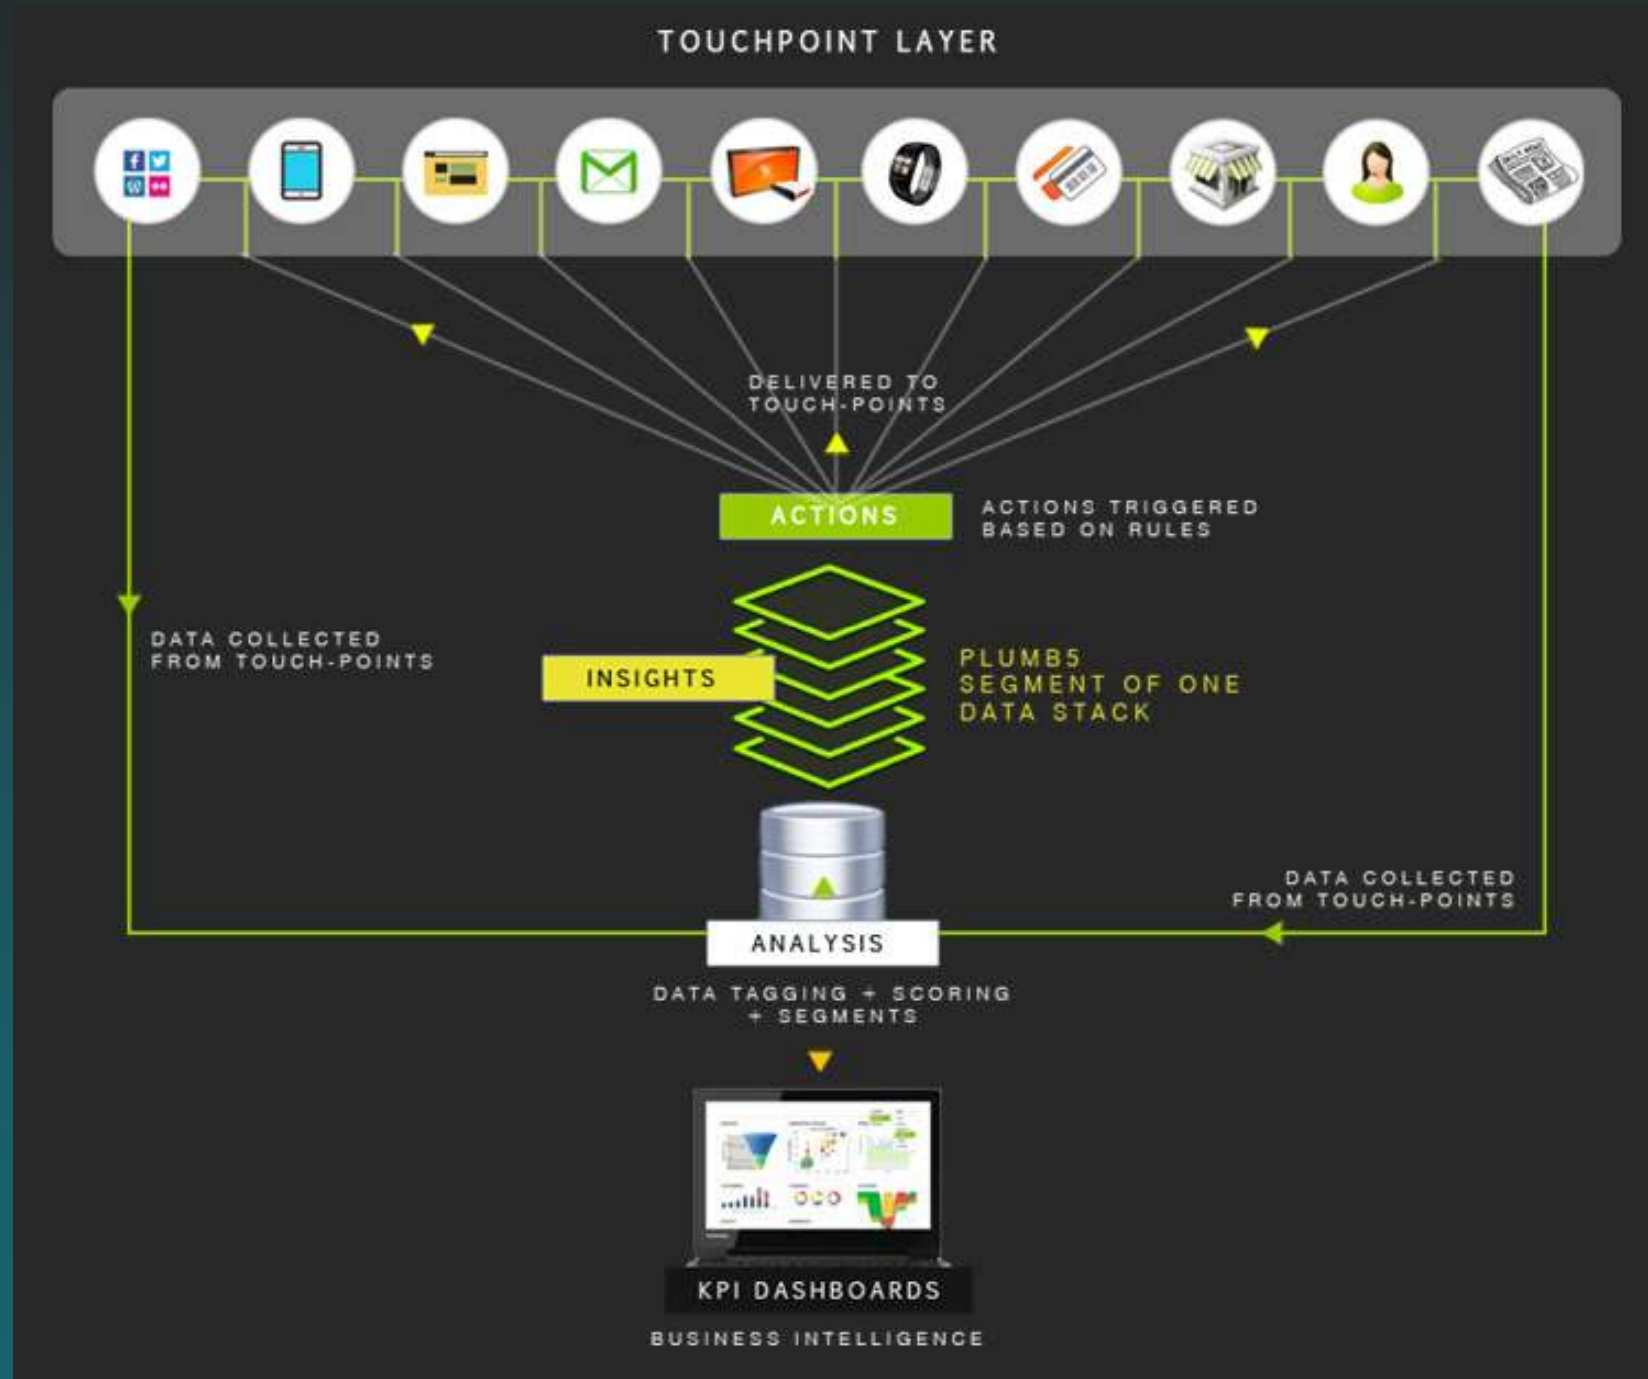 TOUCHPOINT LAYER
DELIVERED TO
TOUCH-POINTS
ACTIONS
ACTIONS TRIGGERED
BASED ON RULES
DATA COLLECTED
FROM TOUCH-POINTS
INSIGHTS
PLUMB5
SEGMENT OF ONE
DATA STACK
DATA COLLECTED
FROM TOUCH-POINTS
ANALYSIS
DATA TAGGING + SCORING
+ SEGMENTS
KPI DASHBOARDS
BUSINESS INTELLIGENCE